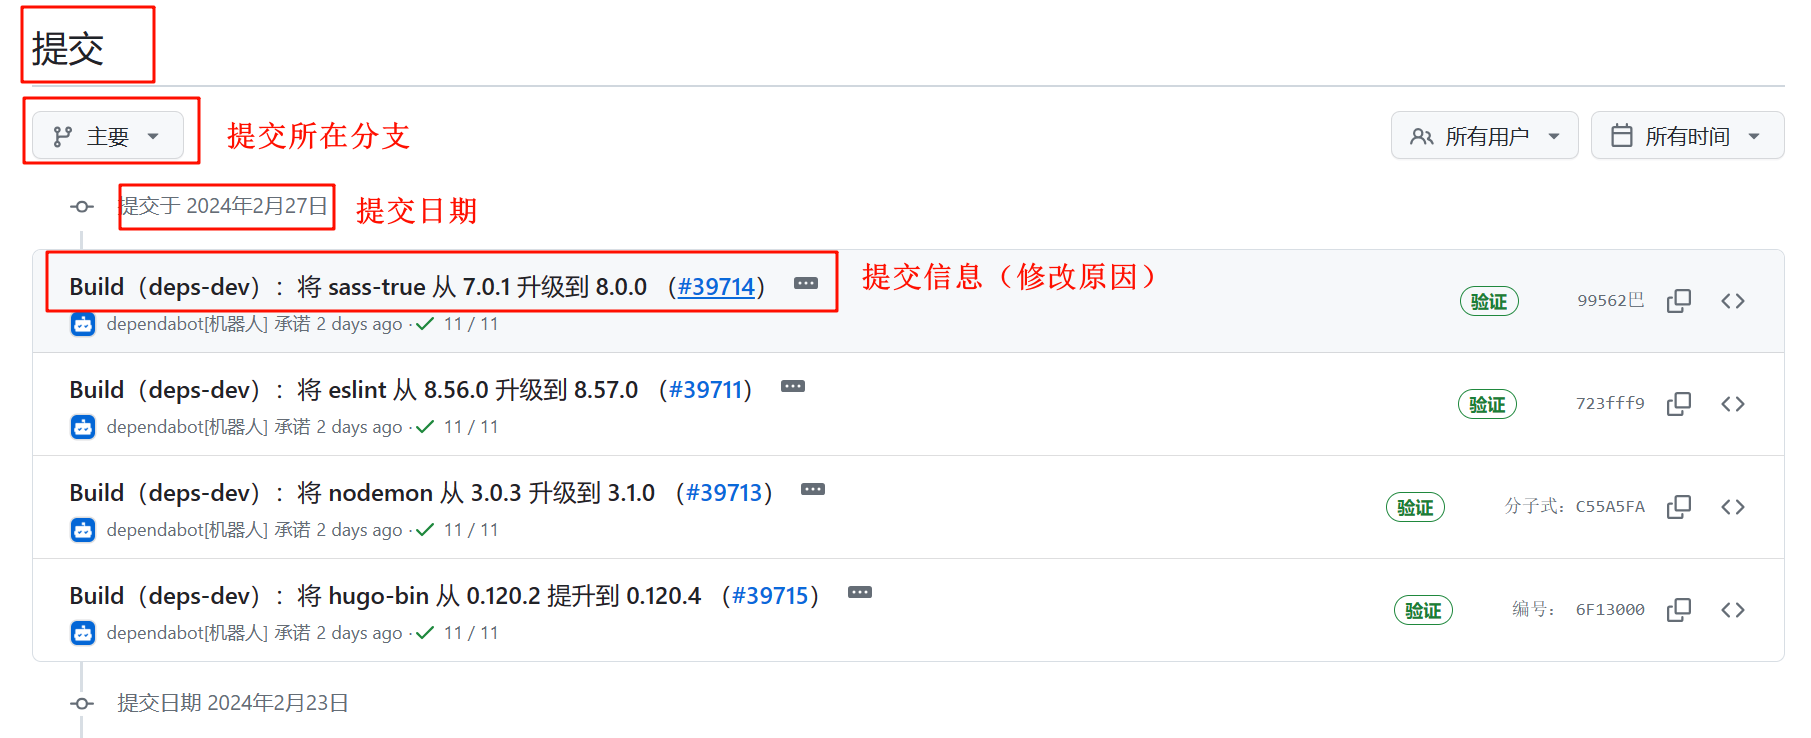 提交
主要
提交所在分支
所有用户
所有时间
提交于 2024年2月27日
提交日期
Build（deps-dev）：将 sass-true 从 7.0.1 升级到 8.0.0 （#39714）
提交信息（修改原因）
dependabot[机器人] 承诺 2 days ago · 11 / 11
验证
99562巴
Build（deps-dev）：将 eslint 从 8.56.0 升级到 8.57.0 （#39711）
dependabot[机器人] 承诺 2 days ago · 11 / 11
验证
723fff9
Build（deps-dev）：将 nodemon 从 3.0.3 升级到 3.1.0 （#39713）
dependabot[机器人] 承诺 2 days ago · 11 / 11
验证
分子式：C55A5FA
Build（deps-dev）：将 hugo-bin 从 0.120.2 提升到 0.120.4 （#39715）
dependabot[机器人] 承诺 2 days ago · 11 / 11
验证
编号： 6F13000
提交日期 2024年2月23日